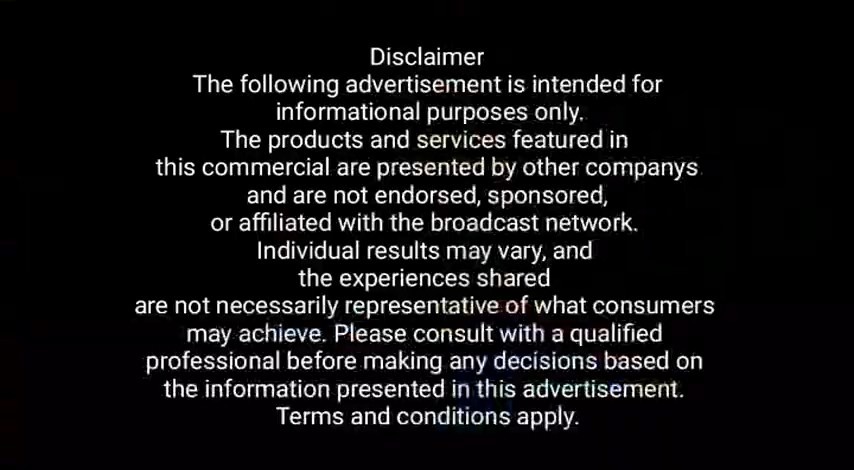 Disclaimer
The following advertisement is intended for
informational purposes only.
The products and services featured in
this commercial are presented by other companys
and are not endorsed, sponsored,
or affiliated with the broadcast network.
Individual results may vary, and
the experiences shared
are not necessarily representative of what consumers
may achieve. Please consult with a qualified
professional before making any decisions based on
the information presented in this advertisement.
Terms and conditions apply.